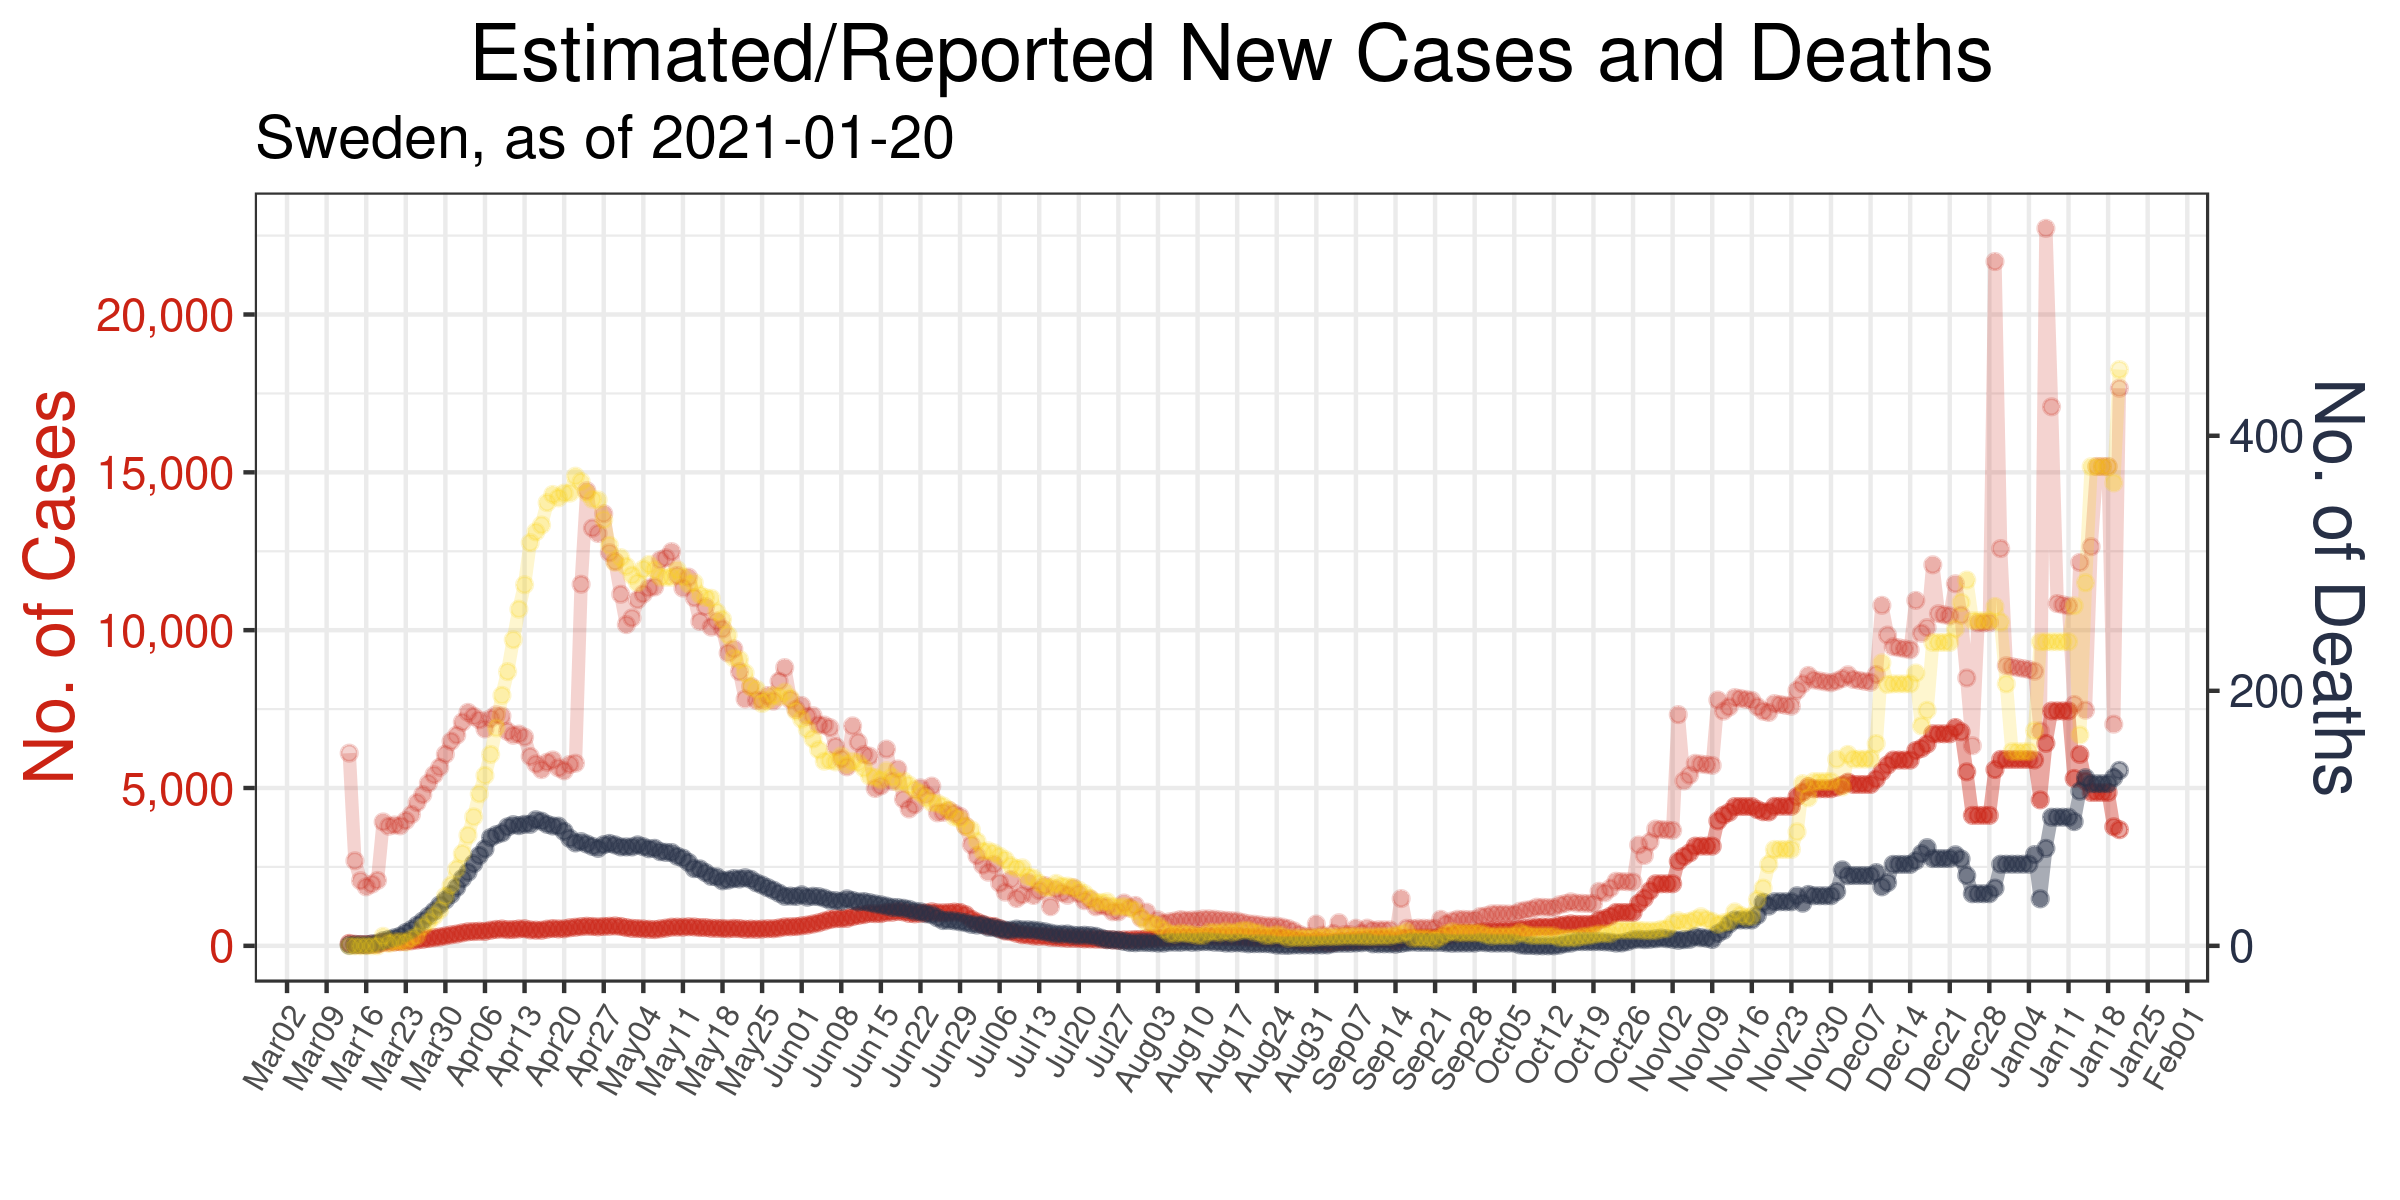 Estimated/Reported New Cases and Deaths
Sweden, as of 2021-01-20
No. of Cases
20,000
15,000
10,000
5,000
0
No. of Deaths
400
200
0
Mar02
Mar09
Mar16
Mar23
Mar30
Apr06
Apr13
Apr20
Apr27
May04
May11
May18
May25
Jun01
Jun08
Jun15
Jun22
Jun29
Jul06
Jul13
Jul20
Jul27
Aug03
Aug10
Aug17
Aug24
Aug31
Sep07
Sep14
Sep21
Sep28
Oct05
Oct12
Oct19
Oct26
Nov02
Nov09
Nov16
Nov23
Nov30
Dec07
Dec14
Dec21
Dec28
Jan04
Jan11
Jan18
Jan25
Feb01